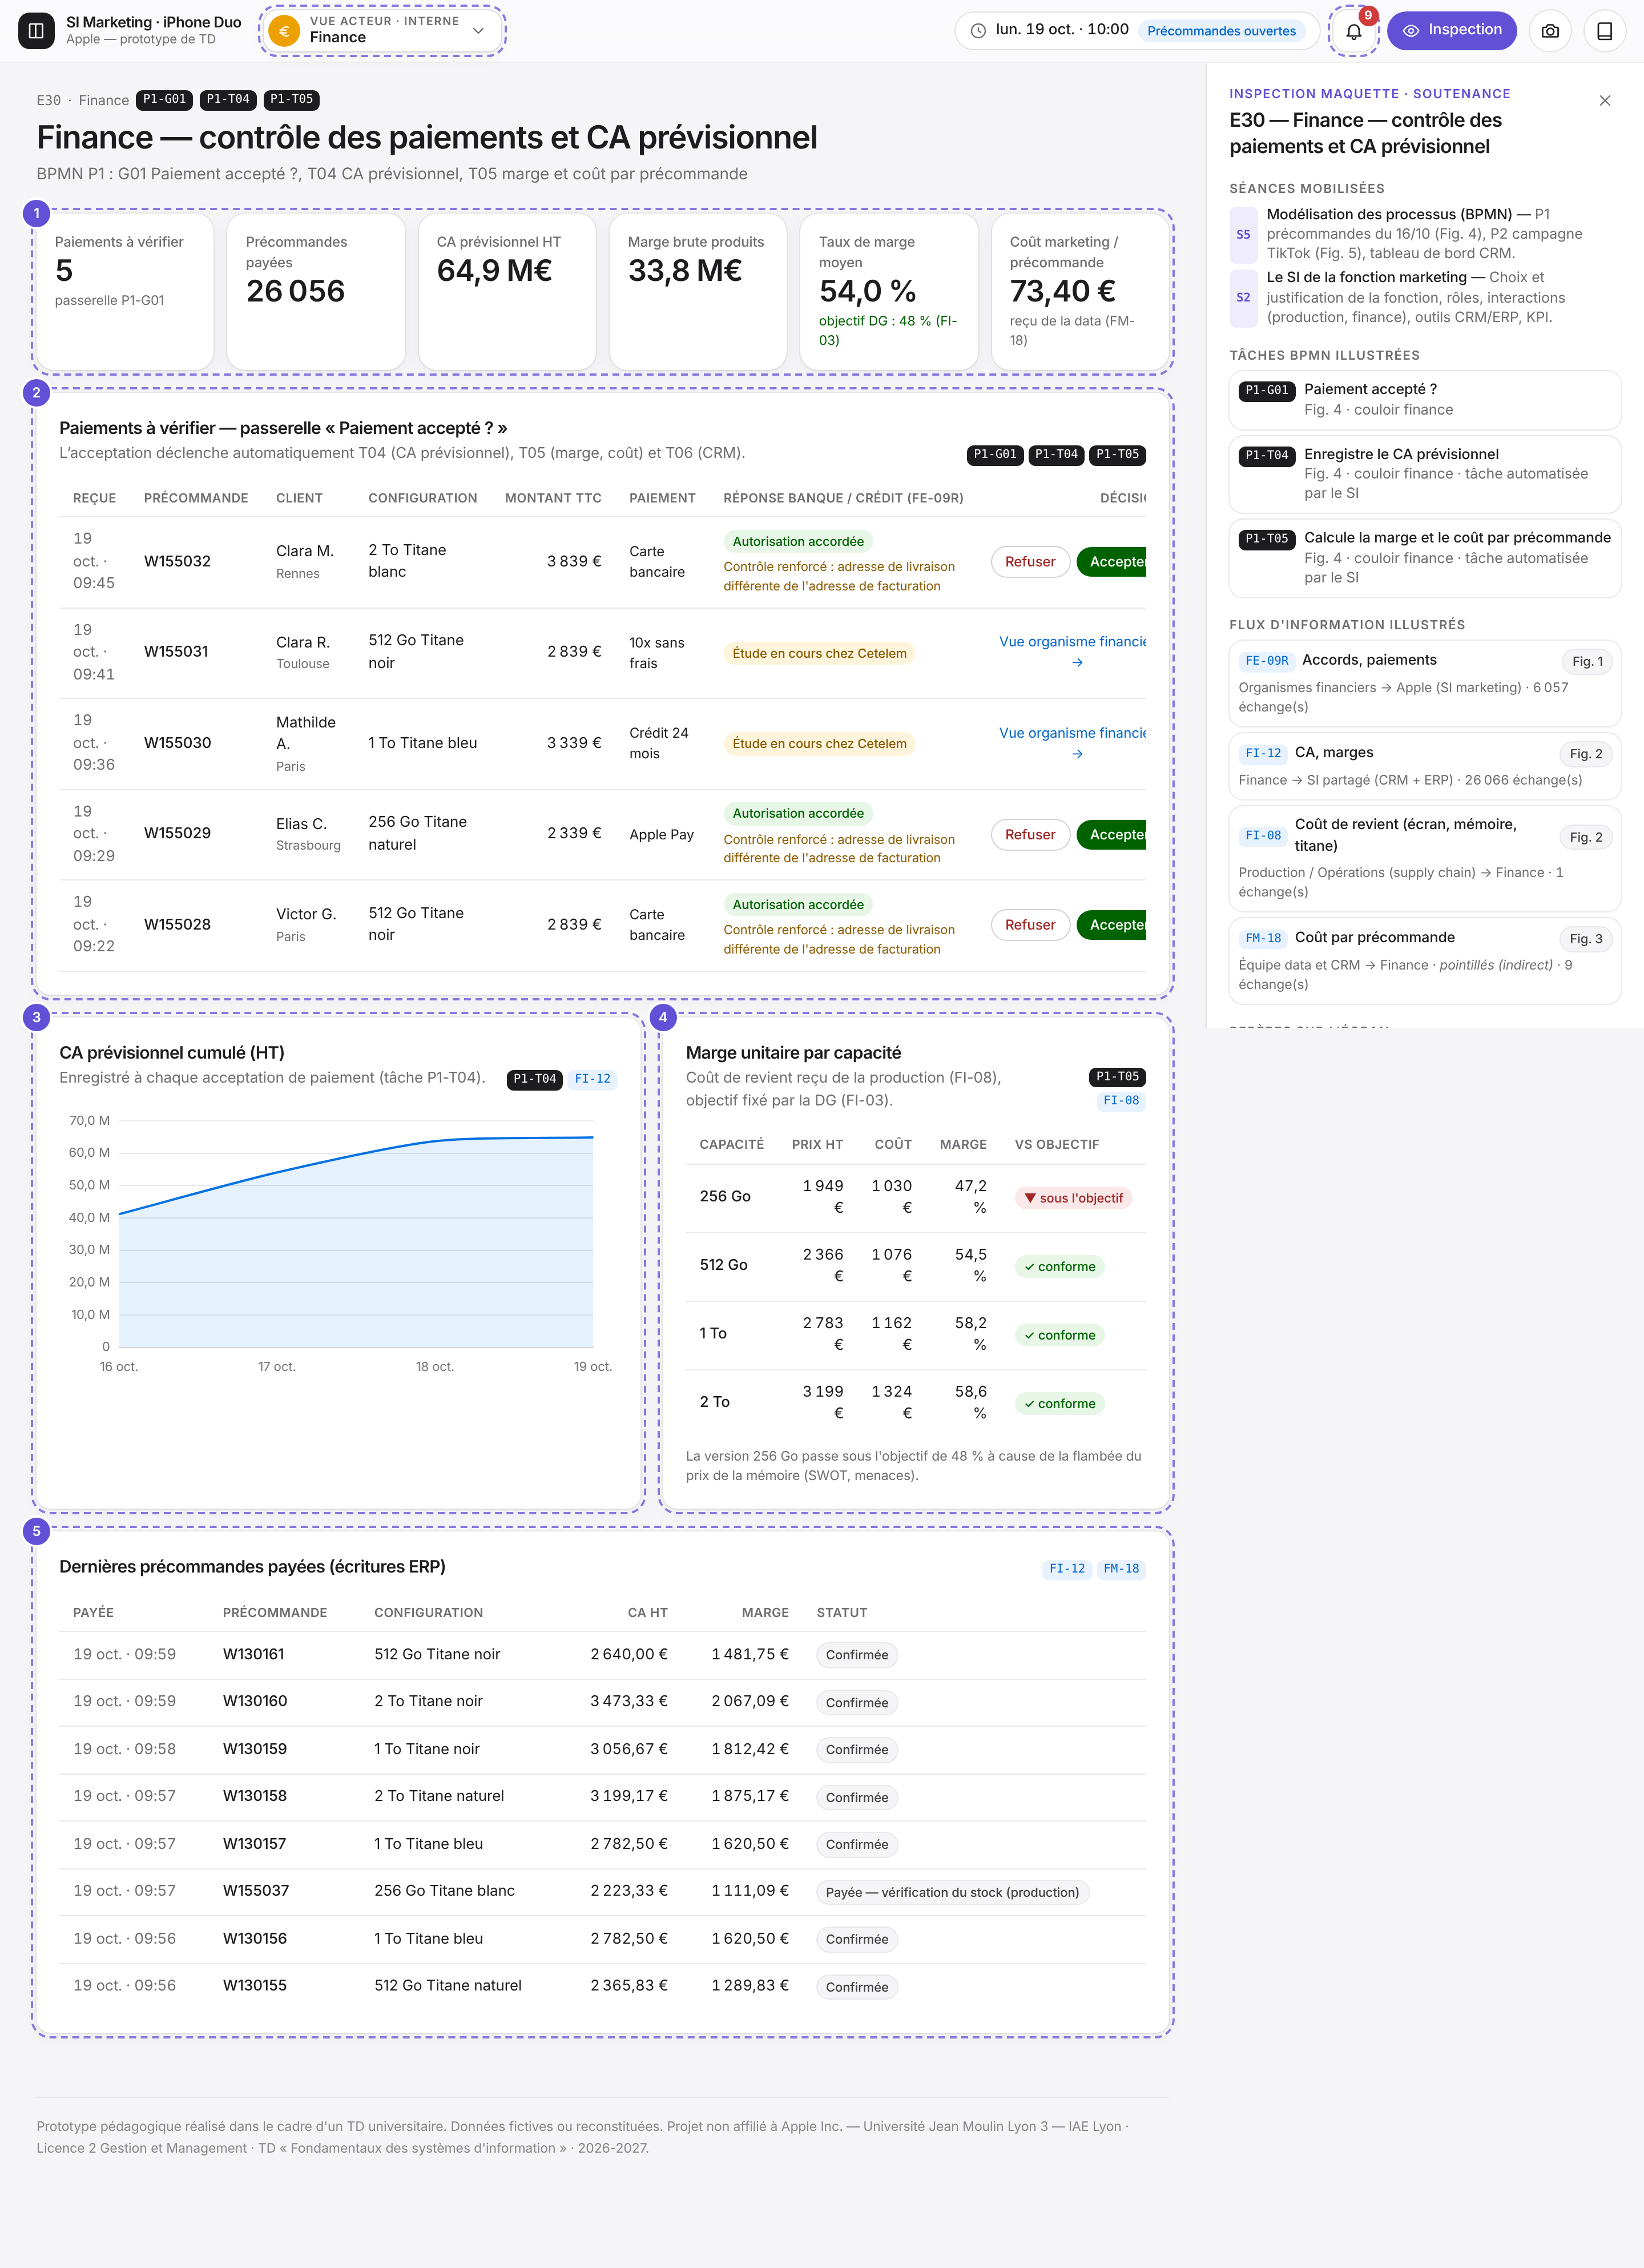 SI Marketing · iPhone Duo
Apple — prototype de TD
€
VUE ACTEUR · INTERNE
Finance
lun. 19 oct. · 10:00
Précommandes ouvertes
9
Inspection
E30 · Finance P1-G01 P1-T04 P1-T05
Finance — contrôle des paiements et CA prévisionnel
BPMN P1 : G01 Paiement accepté ?, T04 CA prévisionnel, T05 marge et coût par précommande
1
Paiements à vérifier
5
passerelle P1-G01
Précommandes
payées
26 056
CA prévisionnel HT
64,9 M€
Marge brute produits
33,8 M€
Taux de marge
moyen
54,0 %
objectif DG : 48 % (FI-
03)
Coût marketing /
précommande
73,40 €
reçu de la data (FM-
18)
2
Paiements à vérifier — passerelle « Paiement accepté ? »
L'acceptation déclenche automatiquement T04 (CA prévisionnel), T05 (marge, coût) et T06 (CRM).
P1-G01 P1-T04 P1-T05
REÇUE PRÉCOMMANDE CLIENT CONFIGURATION MONTANT TTC PAIEMENT RÉPONSE BANQUE / CRÉDIT (FE-09R) DÉCISI
19
oct. ·
09:45
W155032
Clara M.
Rennes
2 To Titane
blanc
3 839 €
Carte
bancaire
Autorisation accordée
Contrôle renforcé : adresse de livraison
différente de l'adresse de facturation
Refuser
Accepter
19
oct. ·
09:41
W155031
Clara R.
Toulouse
512 Go Titane
noir
2 839 €
10x sans
frais
Étude en cours chez Cetelem
Vue organisme financie
→
19
oct. ·
09:36
W155030
Mathilde
A.
Paris
1 To Titane bleu
3 339 €
Crédit 24
mois
Étude en cours chez Cetelem
Vue organisme financie
→
19
oct. ·
09:29
W155029
Elias C.
Strasbourg
256 Go Titane
naturel
2 339 €
Apple Pay
Autorisation accordée
Contrôle renforcé : adresse de livraison
différente de l'adresse de facturation
Refuser
Accepter
19
oct. ·
09:22
W155028
Victor G.
Paris
512 Go Titane
noir
2 839 €
Carte
bancaire
Autorisation accordée
Contrôle renforcé : adresse de livraison
différente de l'adresse de facturation
Refuser
Accepter
3
CA prévisionnel cumulé (HT)
Enregistré à chaque acceptation de paiement (tâche P1-T04).
P1-T04 FI-12
70,0 M
60,0 M
50,0 M
40,0 M
30,0 M
20,0 M
10,0 M
0
16 oct. 17 oct. 18 oct. 19 oct.
4
Marge unitaire par capacité
Coût de revient reçu de la production (FI-08),
objectif fixé par la DG (FI-03).
P1-T05
FI-08
CAPACITÉ PRIX HT COÛT MARGE VS OBJECTIF
256 Go 1 949 € 1 030 € 47,2 % ▼ sous l'objectif
512 Go 2 366 € 1 076 € 54,5 % ✓ conforme
1 To 2 783 € 1 162 € 58,2 % ✓ conforme
2 To 3 199 € 1 324 € 58,6 % ✓ conforme
La version 256 Go passe sous l'objectif de 48 % à cause de la flambée du
prix de la mémoire (SWOT, menaces).
5
Dernières précommandes payées (écritures ERP)
FI-12 FM-18
PAYÉE PRÉCOMMANDE CONFIGURATION CA HT MARGE STATUT
19 oct. · 09:59 W130161 512 Go Titane noir 2 640,00 € 1 481,75 € Confirmée
19 oct. · 09:59 W130160 2 To Titane noir 3 473,33 € 2 067,09 € Confirmée
19 oct. · 09:58 W130159 1 To Titane noir 3 056,67 € 1 812,42 € Confirmée
19 oct. · 09:57 W130158 2 To Titane naturel 3 199,17 € 1 875,17 € Confirmée
19 oct. · 09:57 W130157 1 To Titane bleu 2 782,50 € 1 620,50 € Confirmée
19 oct. · 09:57 W155037 256 Go Titane blanc 2 223,33 € 1 111,09 € Payée — vérification du stock (production)
19 oct. · 09:56 W130156 1 To Titane bleu 2 782,50 € 1 620,50 € Confirmée
19 oct. · 09:56 W130155 512 Go Titane naturel 2 365,83 € 1 289,83 € Confirmée
Prototype pédagogique réalisé dans le cadre d'un TD universitaire. Données fictives ou reconstituées. Projet non affilié à Apple Inc. — Université Jean Moulin Lyon 3 — IAE Lyon ·
Licence 2 Gestion et Management · TD « Fondamentaux des systèmes d'information » · 2026-2027.
INSPECTION MAQUETTE · SOUTENANCE
E30 — Finance — contrôle des
paiements et CA prévisionnel
SÉANCES MOBILISÉES
S5
Modélisation des processus (BPMN) — P1
précommandes du 16/10 (Fig. 4), P2 campagne
TikTok (Fig. 5), tableau de bord CRM.
S2
Le SI de la fonction marketing — Choix et
justification de la fonction, rôles, interactions
(production, finance), outils CRM/ERP, KPI.
TÂCHES BPMN ILLUSTRÉES
P1-G01 Paiement accepté ?
Fig. 4 · couloir finance
P1-T04 Enregistre le CA prévisionnel
Fig. 4 · couloir finance · tâche automatisée
par le SI
P1-T05 Calcule la marge et le coût par précommande
Fig. 4 · couloir finance · tâche automatisée
par le SI
FLUX D'INFORMATION ILLUSTRÉS
FE-09R Accords, paiements Fig. 1
Organismes financiers → Apple (SI marketing) · 6 057
échange(s)
FI-12 CA, marges Fig. 2
Finance → SI partagé (CRM + ERP) · 26 066 échange(s)
FI-08 Coût de revient (écran, mémoire,
titane) Fig. 2
Production / Opérations (supply chain) → Finance · 1
échange(s)
FM-18 Coût par précommande Fig. 3
Équipe data et CRM → Finance · pointillés (indirect) · 9
échange(s)